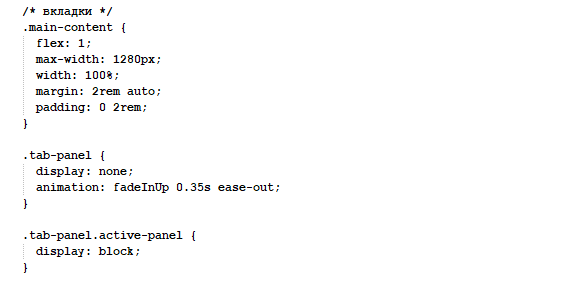 /* вкладки */
.main-content {
flex: 1;
max-width: 1280px;
width: 100%;
margin: 2rem auto;
padding: 0 2rem;
}
.tab-panel {
display: none;
animation: fadeInUp 0.35s ease-out;
}
.tab-panel.active-panel {
display: block;
}